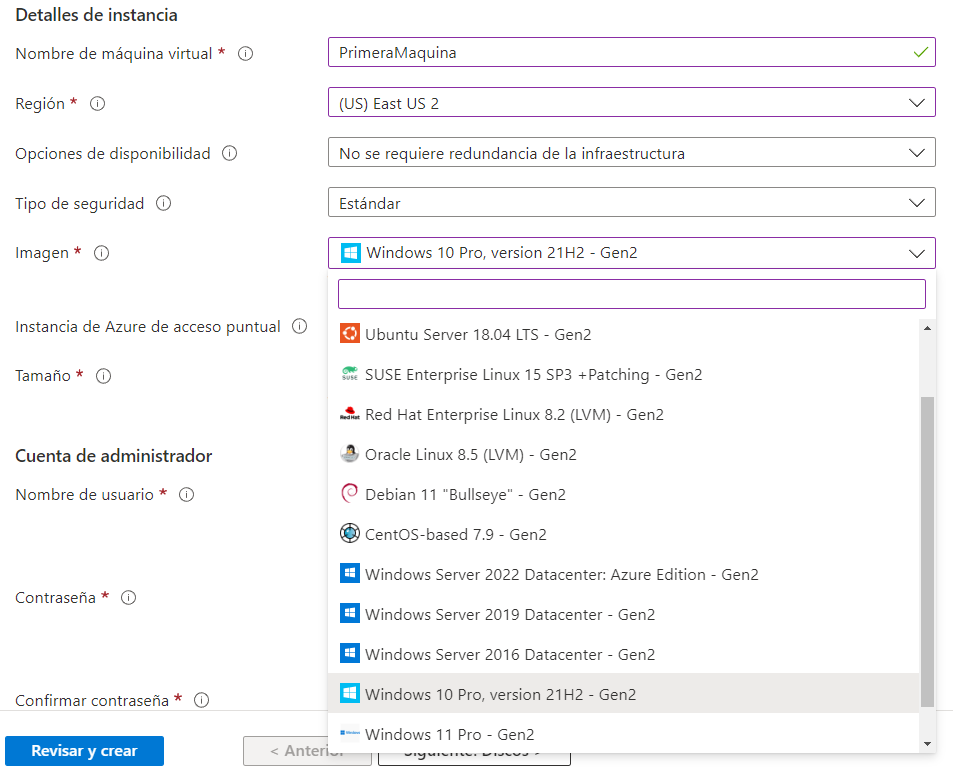 Detalles de instancia
Nombre de máquina virtual *
PrimeraMaquina
Región *
(US) East US 2
Opciones de disponibilidad
No se requiere redundancia de la infraestructura
Tipo de seguridad
Estándar
Imagen *
Windows 10 Pro, version 21H2 - Gen2
Instancia de Azure de acceso puntual
Tamaño *
Ubuntu Server 18.04 LTS - Gen2
SUSE Enterprise Linux 15 SP3 +Patching - Gen2
Red Hat Enterprise Linux 8.2 (LVM) - Gen2
Oracle Linux 8.5 (LVM) - Gen2
Debian 11 "Bullseye" - Gen2
CentOS-based 7.9 - Gen2
Windows Server 2022 Datacenter: Azure Edition - Gen2
Windows Server 2019 Datacenter - Gen2
Windows Server 2016 Datacenter - Gen2
Windows 10 Pro, version 21H2 - Gen2
Windows 11 Pro - Gen2
Cuenta de administrador
Nombre de usuario *
Contraseña *
Confirmar contraseña *
Revisar y crear
< Anterior
Siguiente: Discos >